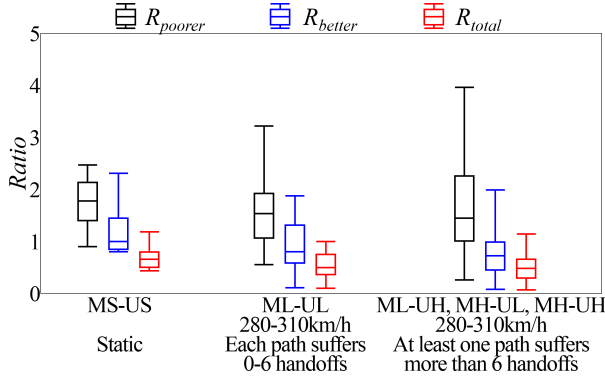 R_poorer R_better R_total
5
4
3
2
1
0
Ratio
MS-US ML-UL ML-UH, MH-UL, MH-UH
280-310km/h 280-310km/h
Static Each path suffers At least one path suffers
0-6 handoffs more than 6 handoffs